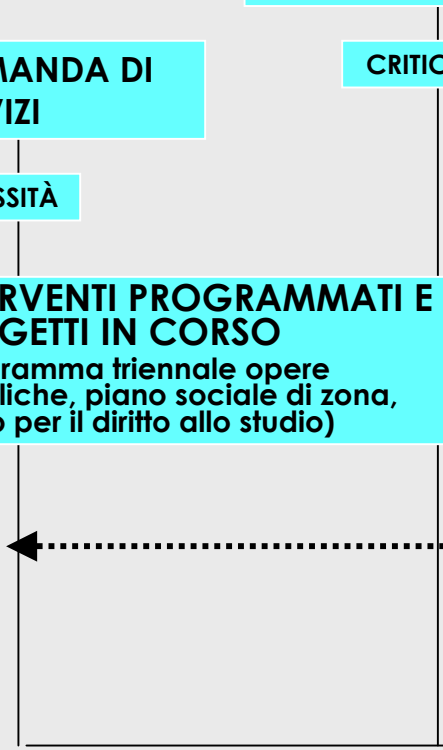 MANDA DI
IZI
CRITIC
SSITÀ
RVENTI PROGRAMMATI E
GETTI IN CORSO
ramma triennale opere
liche, piano sociale di zona,
o per il diritto allo studio)